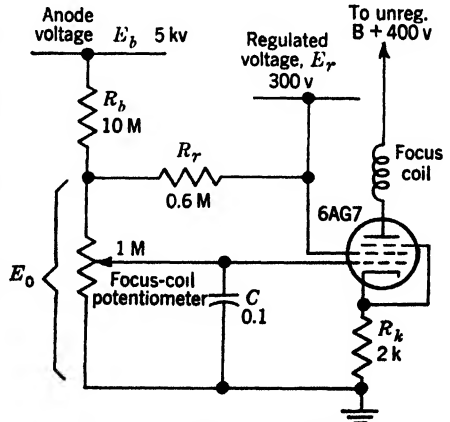 Anode
voltage
E_b 5 kv
To unreg.
B + 400 v
Regulated
voltage, E_r
300 v
R_b
10 M
R_r
0.6 M
Focus
coil
6AG7
E_o
1 M
Focus-coil
potentiometer
C
0.1
R_k
2 k